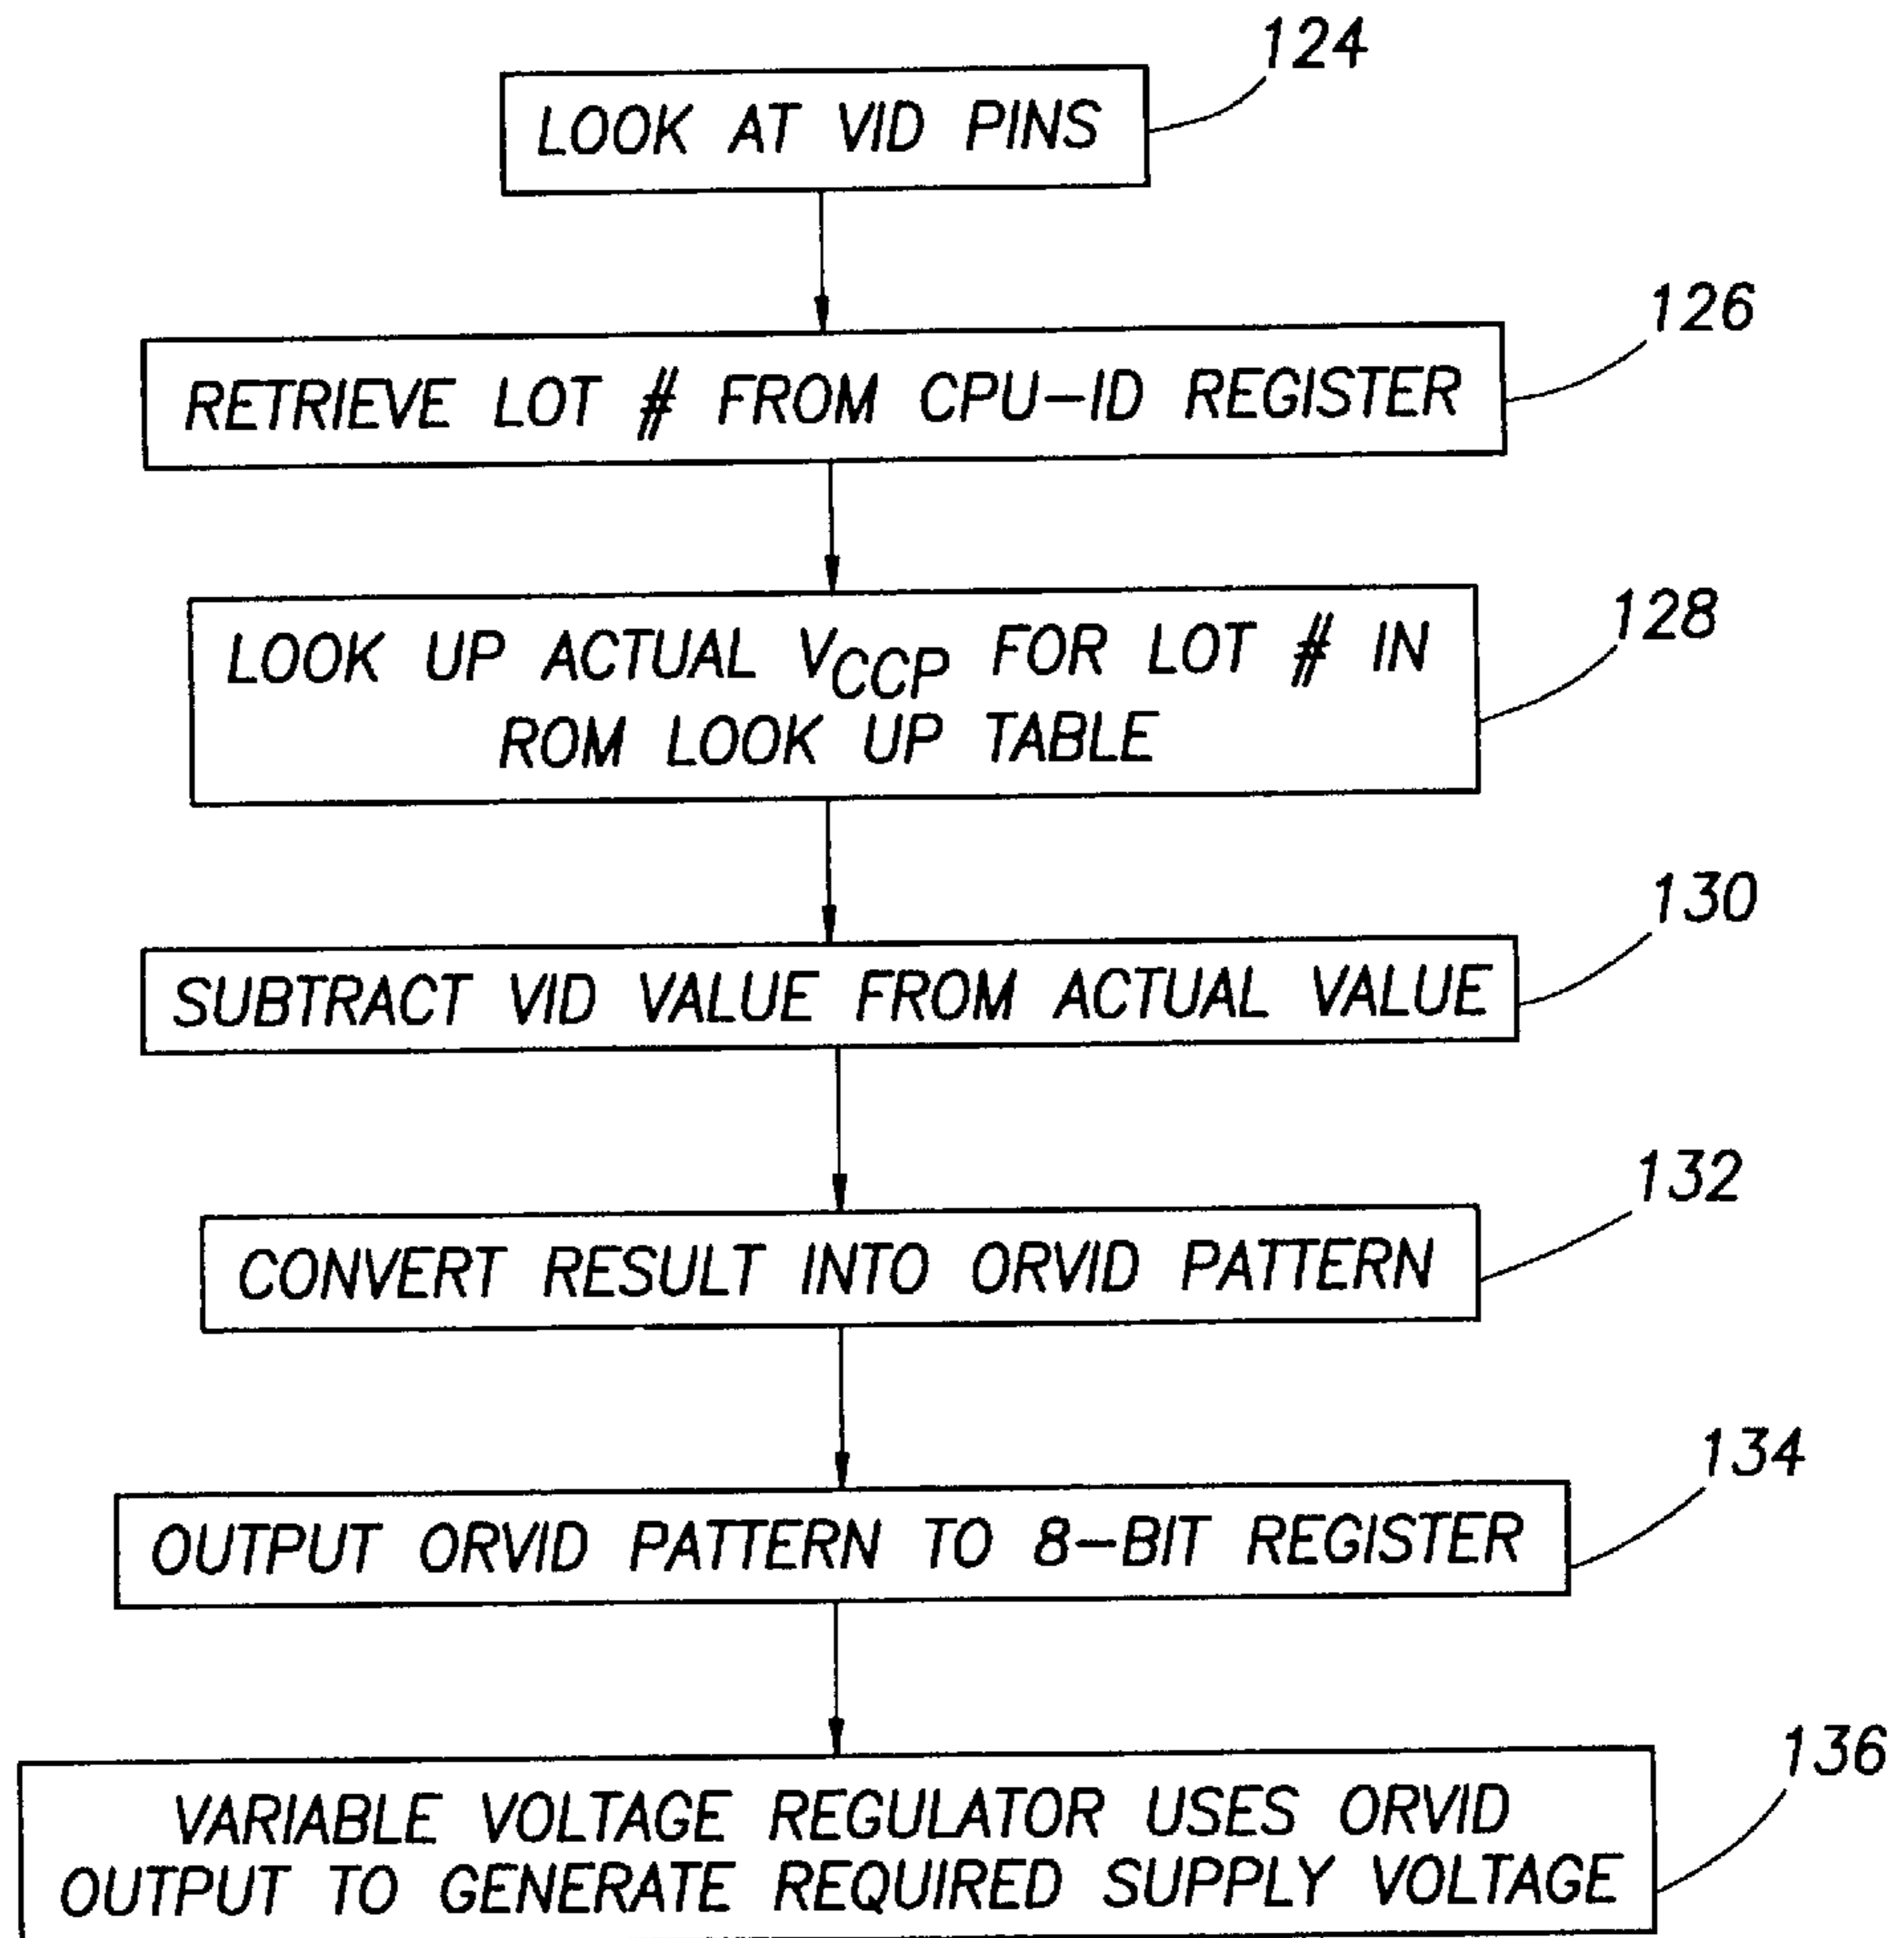 124
LOOK AT VID PINS
126
RETRIEVE LOT # FROM CPU-ID REGISTER
128
LOOK UP ACTUAL VCCP FOR LOT # IN
ROM LOOK UP TABLE
130
SUBTRACT VID VALUE FROM ACTUAL VALUE
132
CONVERT RESULT INTO ORVID PATTERN
134
OUTPUT ORVID PATTERN TO 8-BIT REGISTER
136
VARIABLE VOLTAGE REGULATOR USES ORVID
OUTPUT TO GENERATE REQUIRED SUPPLY VOLTAGE